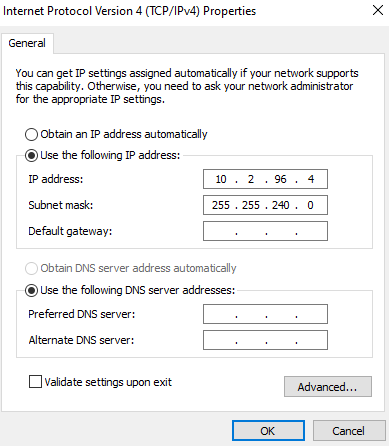 Internet Protocol Version 4 (TCP/IPv4) Properties
General
You can get IP settings assigned automatically if your network supports
this capability. Otherwise, you need to ask your network administrator
for the appropriate IP settings.
Obtain an IP address automatically
Use the following IP address:
IP address: 10 . 2 . 96 . 4
Subnet mask: 255 . 255 . 240 . 0
Default gateway: . . .
Obtain DNS server address automatically
Use the following DNS server addresses:
Preferred DNS server: . . .
Alternate DNS server: . . .
Validate settings upon exit
Advanced...
OK Cancel